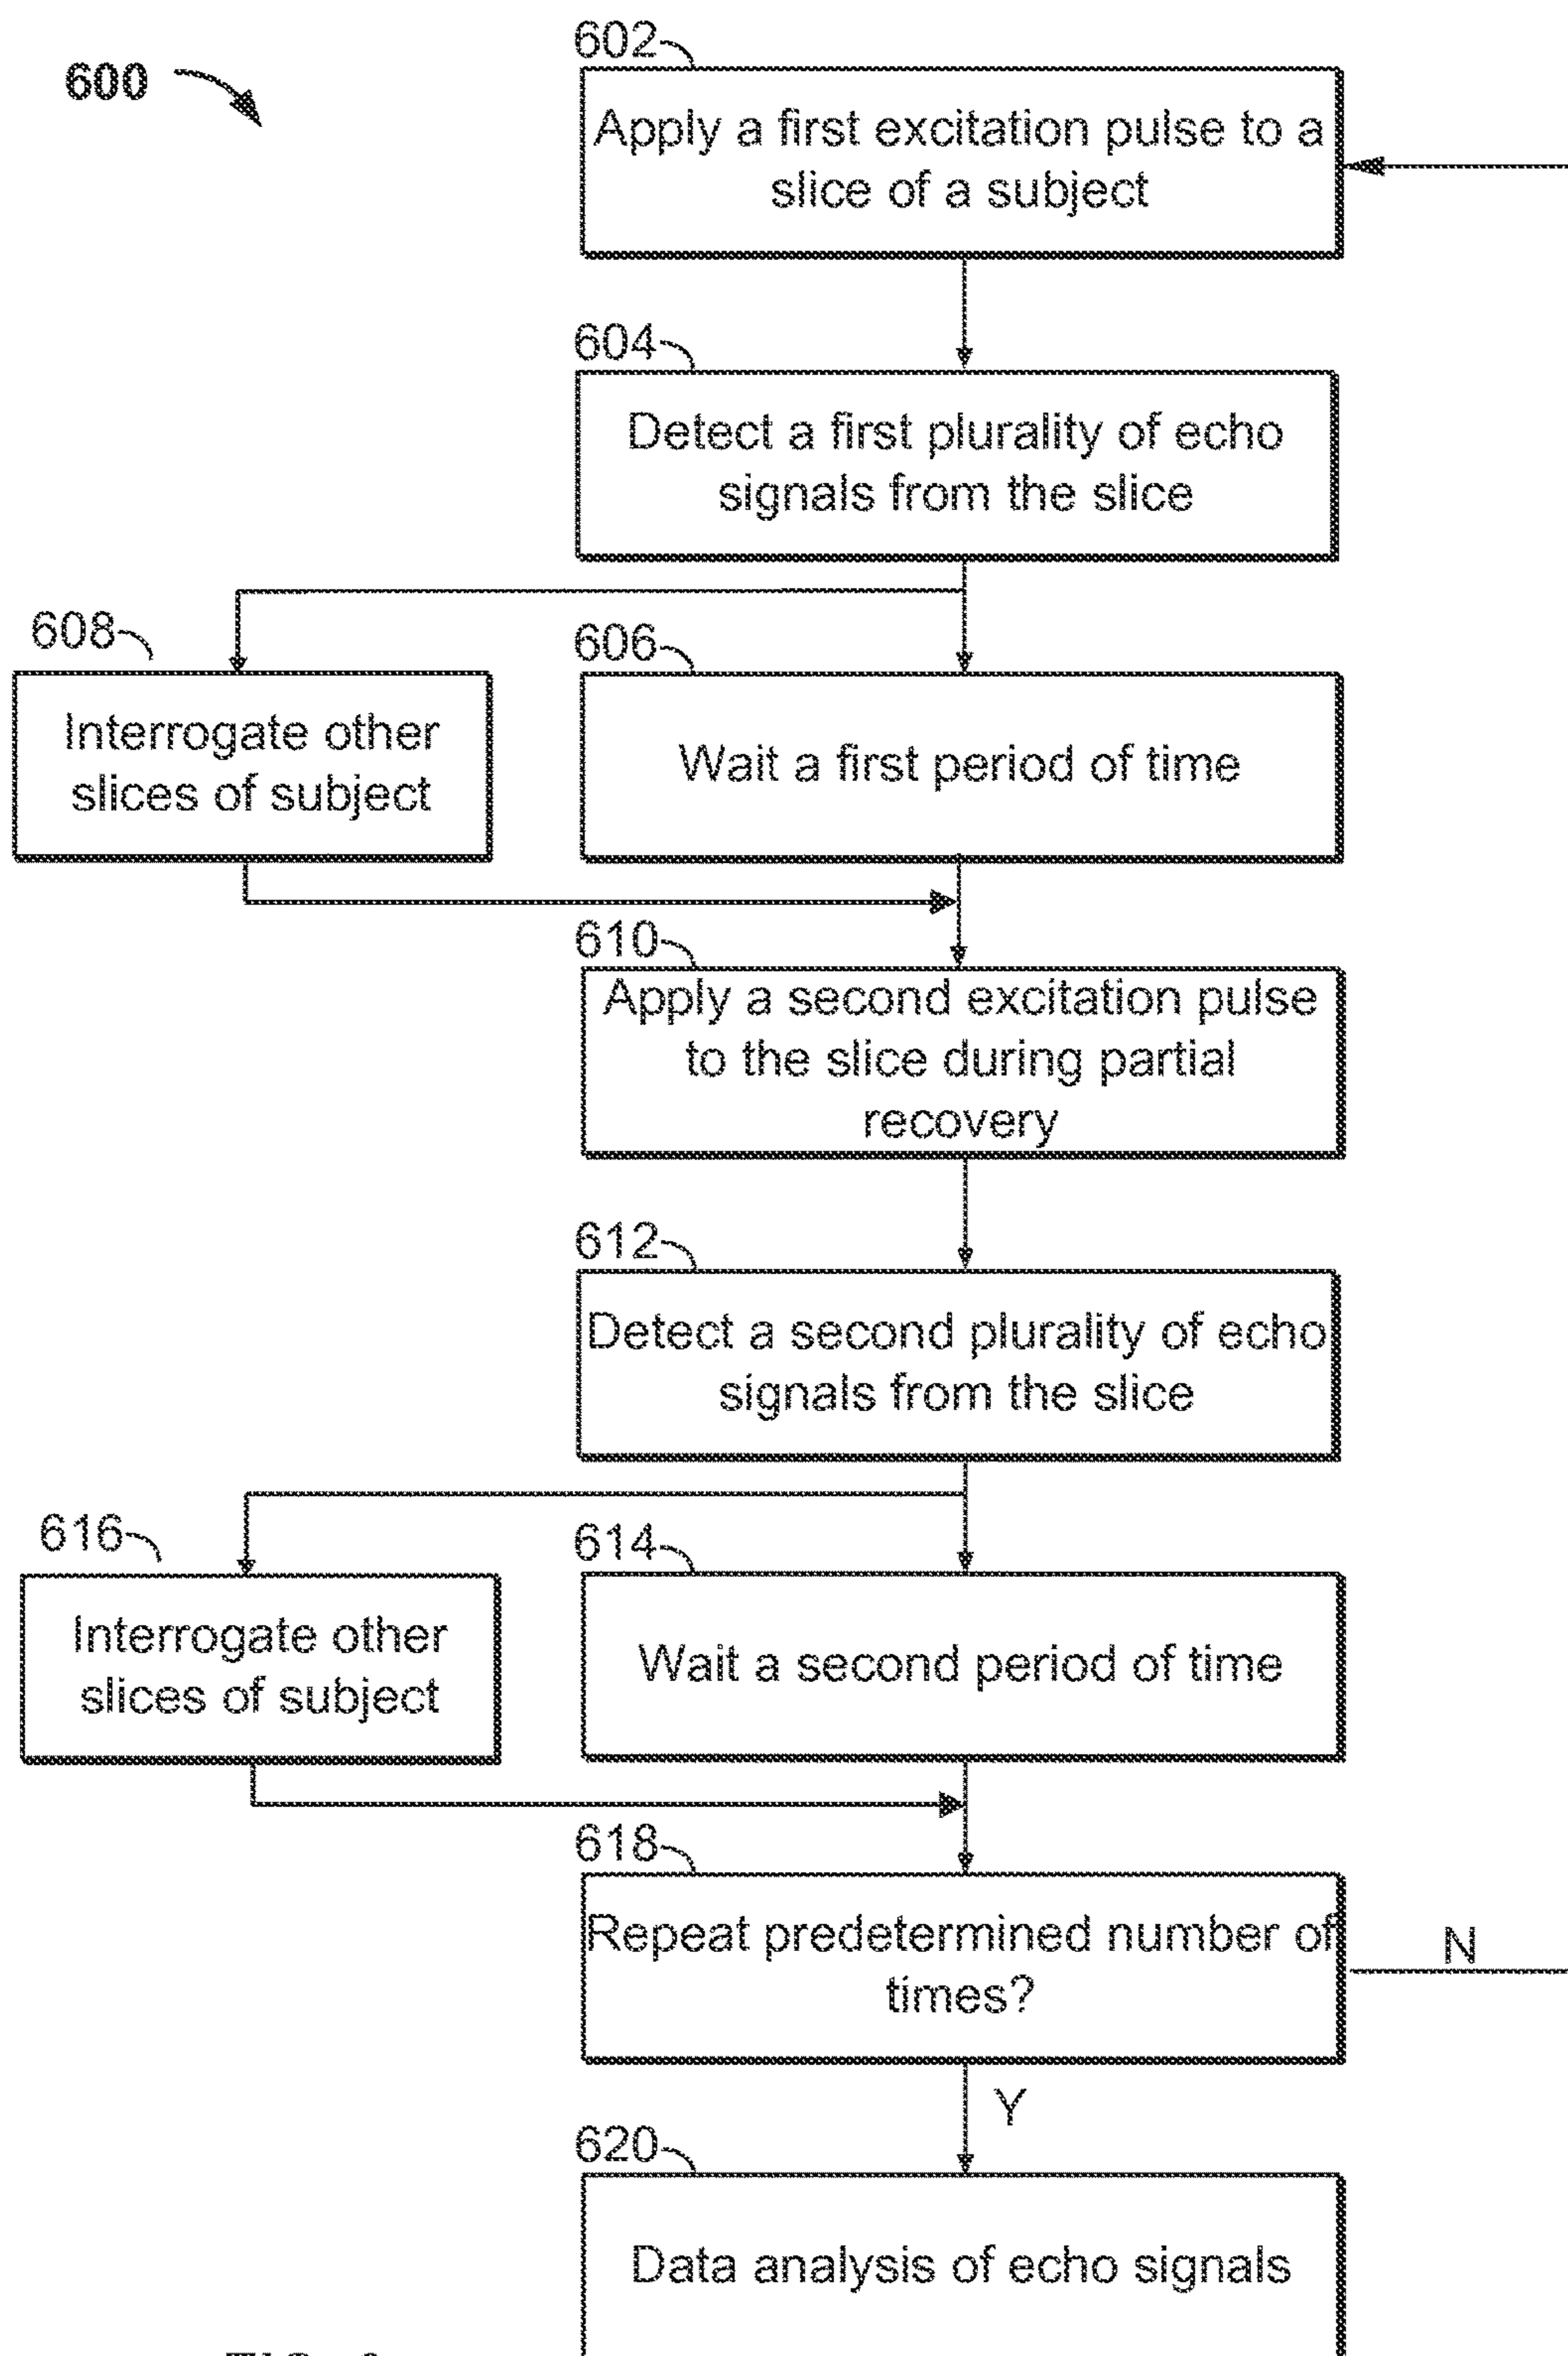 600
602
Apply a first excitation pulse to a
slice of a subject
604
Detect a first plurality of echo
signals from the slice
608
Interrogate other
slices of subject
606
Wait a first period of time
610
Apply a second excitation pulse
to the slice during partial
recovery
612
Detect a second plurality of echo
signals from the slice
616
Interrogate other
slices of subject
614
Wait a second period of time
618
Repeat predetermined number of
times?
N
Y
620
Data analysis of echo signals